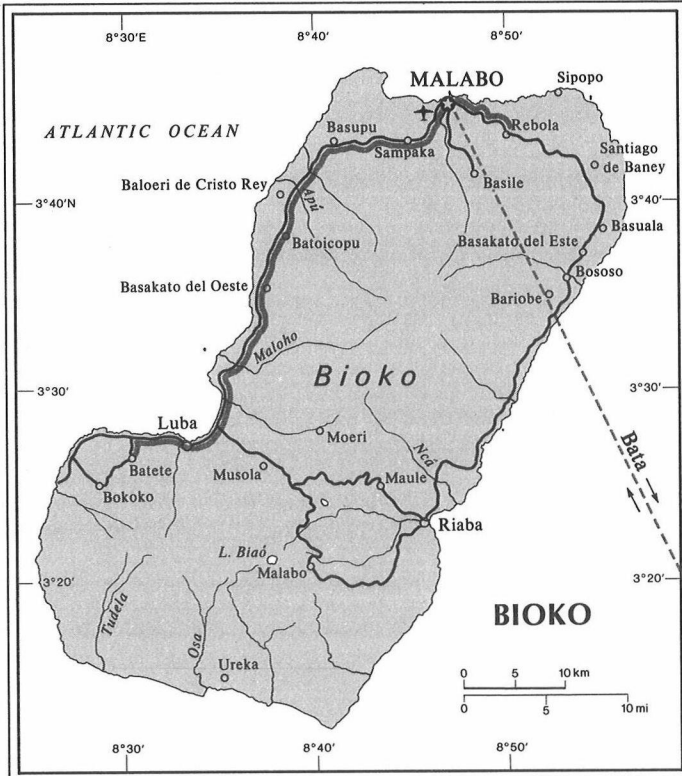 8°30'E
8°40'
8°50'
MALABO
Sipopo
ATLANTIC OCEAN
Basupu
Rebola
Sampaka
Santiago
de Baney
Basile
Baloeri de Cristo Rey
Apú
3°40'N
3°40'
Basuala
Batoicopu
Basakato del Este
Bososo
Basakato del Oeste
Bariobe
Maloho
Bioko
3°30'
3°30'
Luba
Moeri
Ncá
Bata
Batete
Musola
Maule
Bokoko
Riaba
L. Biaó
Malabo
3°20'
3°20'
Tudela
Osa
BIOKO
Ureka
0 5 10 km
0 5 10 mi
8°30'
8°40'
8°50'